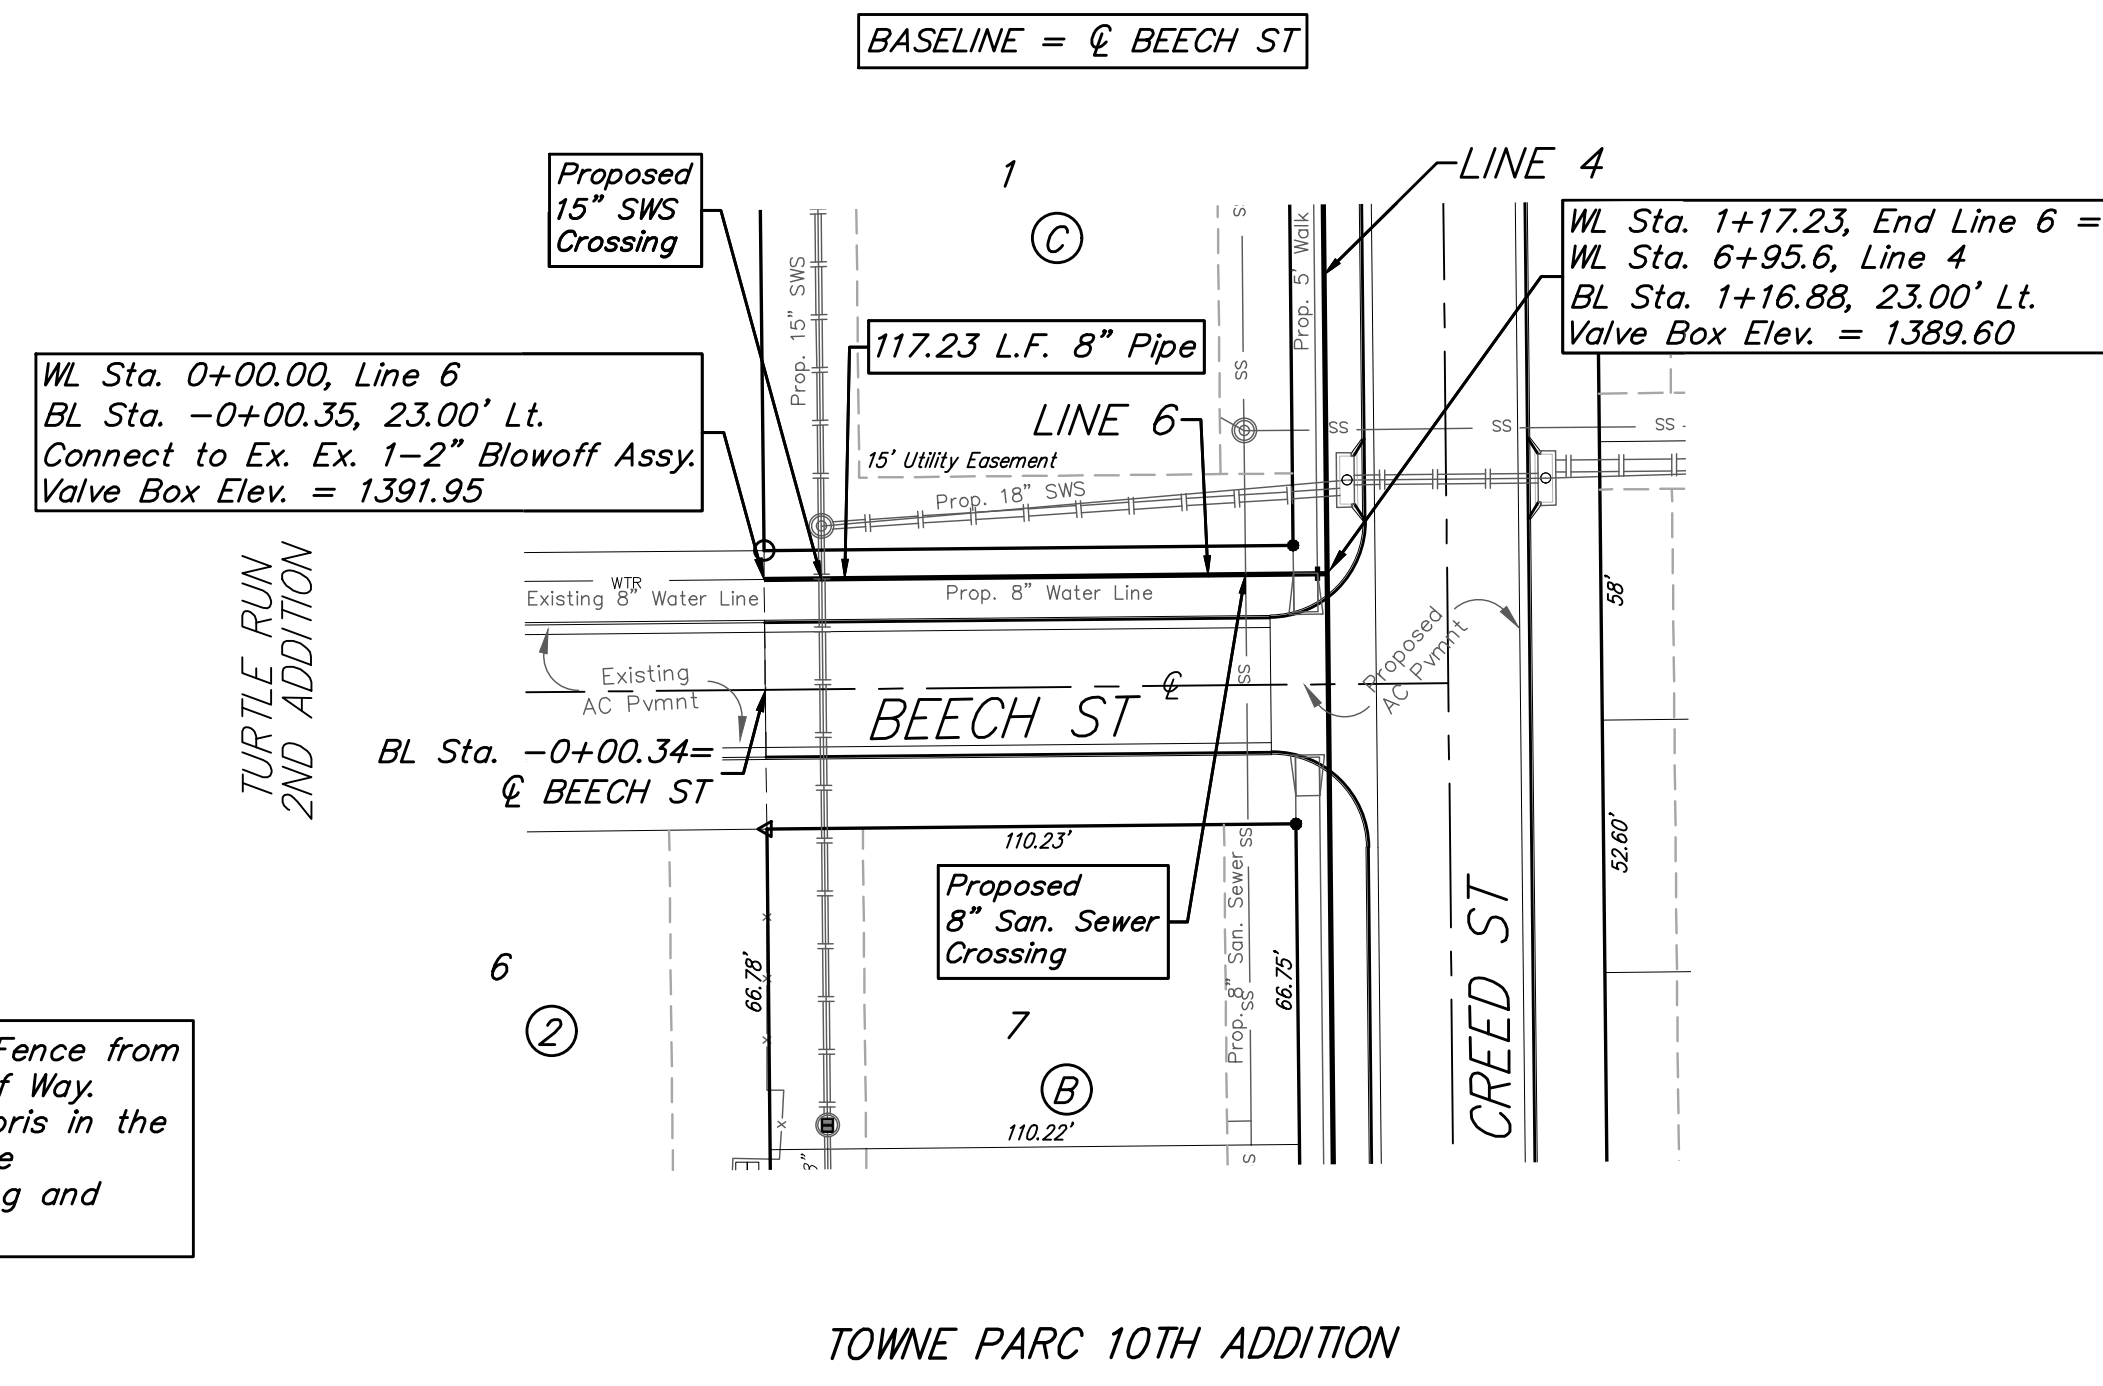 BASELINE = ℄ BEECH ST
LINE 4
1
C
Proposed
15" SWS
Crossing
Prop. 15" SWS
S
Prop. 5' Walk
WL Sta. 1+17.23, End Line 6 =
WL Sta. 6+95.6, Line 4
BL Sta. 1+16.88, 23.00' Lt.
Valve Box Elev. = 1389.60
117.23 L.F. 8" Pipe
WL Sta. 0+00.00, Line 6
BL Sta. -0+00.35, 23.00' Lt.
Connect to Ex. Ex. 1-2" Blowoff Assy.
Valve Box Elev. = 1391.95
SS
LINE 6
SS
SS
SS
15' Utility Easement
Prop. 18" SWS
TURTLE RUN
2ND ADDITION
WTR
Existing 8" Water Line
Prop. 8" Water Line
58'
Proposed
AC Pvmnt
Existing
AC Pvmnt
SS
℄
BEECH ST
BL Sta. -0+00.34=
℄ BEECH ST
110.23'
SS
52.60'
Proposed
8" San. Sewer
Crossing
Prop. 8" San. Sewer
SS
66.78'
66.75'
6
2
7
B
CREED ST
110.22'
S
8"
Fence from
f Way.
oris in the
e
g and
TOWNE PARC 10TH ADDITION